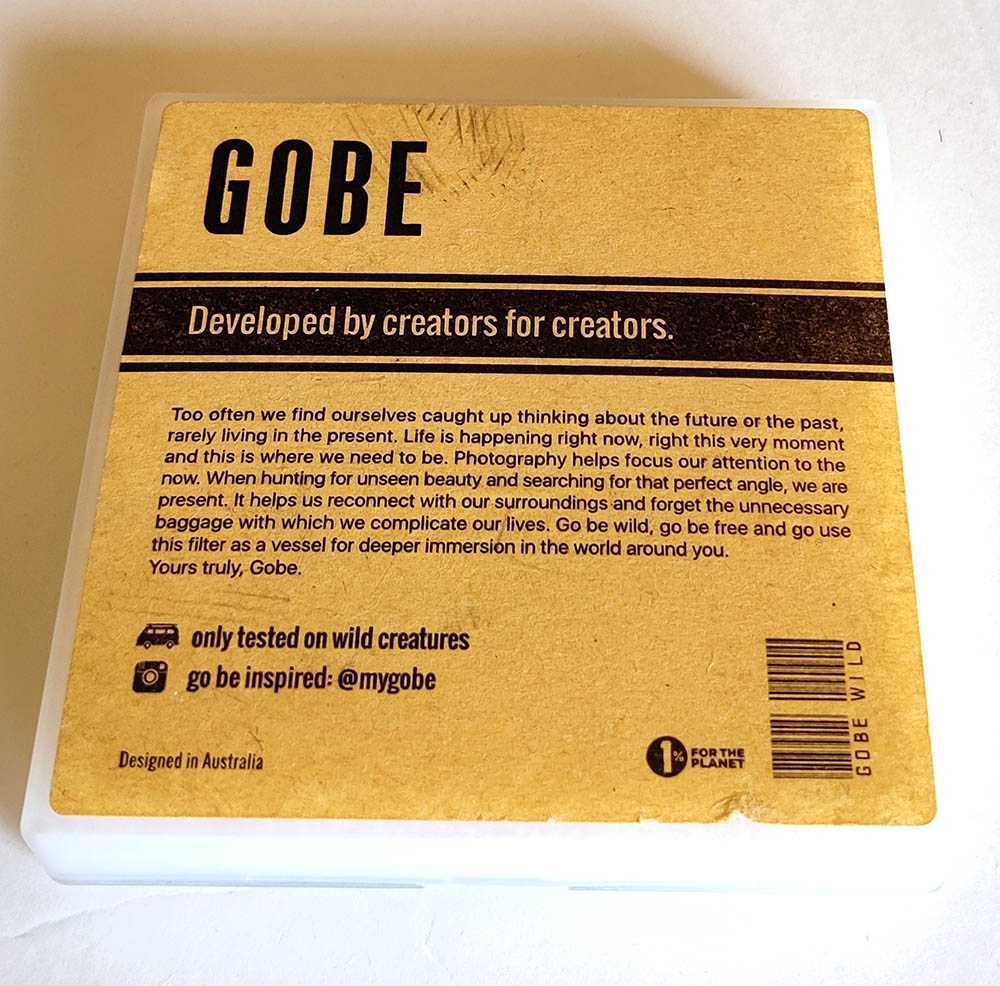 GOBE
Developed by creators for creators.
Too often we find ourselves caught up thinking about the future or the past,
rarely living in the present. Life is happening right now, right this very moment
and this is where we need to be. Photography helps focus our attention to the
now. When hunting for unseen beauty and searching for that perfect angle, we are
present. It helps us reconnect with our surroundings and forget the unnecessary
baggage with which we complicate our lives. Go be wild, go be free and go use
this filter as a vessel for deeper immersion in the world around you.
Yours truly, Gobe.
only tested on wild creatures
go be inspired: @mygobe
Designed in Australia
1% FOR THE
PLANET
GOBE WILD